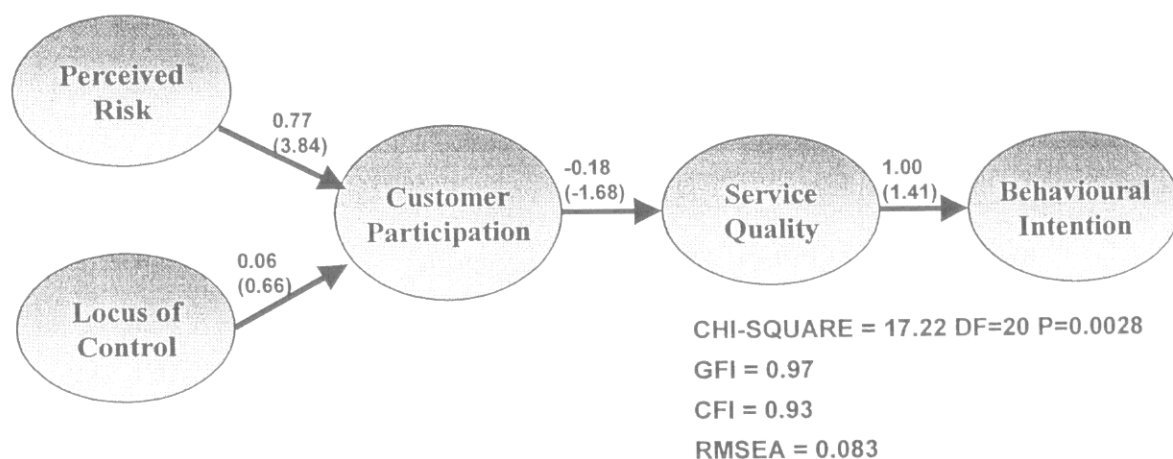 Perceived
Risk
0.77
(3.84)
Customer
Participation
-0.18
(-1.68)
Service
Quality
1.00
(1.41)
Behavioural
Intention
0.06
(0.66)
Locus of
Control
CHI-SQUARE = 17.22 DF=20 P=0.0028
GFI = 0.97
CFI = 0.93
RMSEA = 0.083